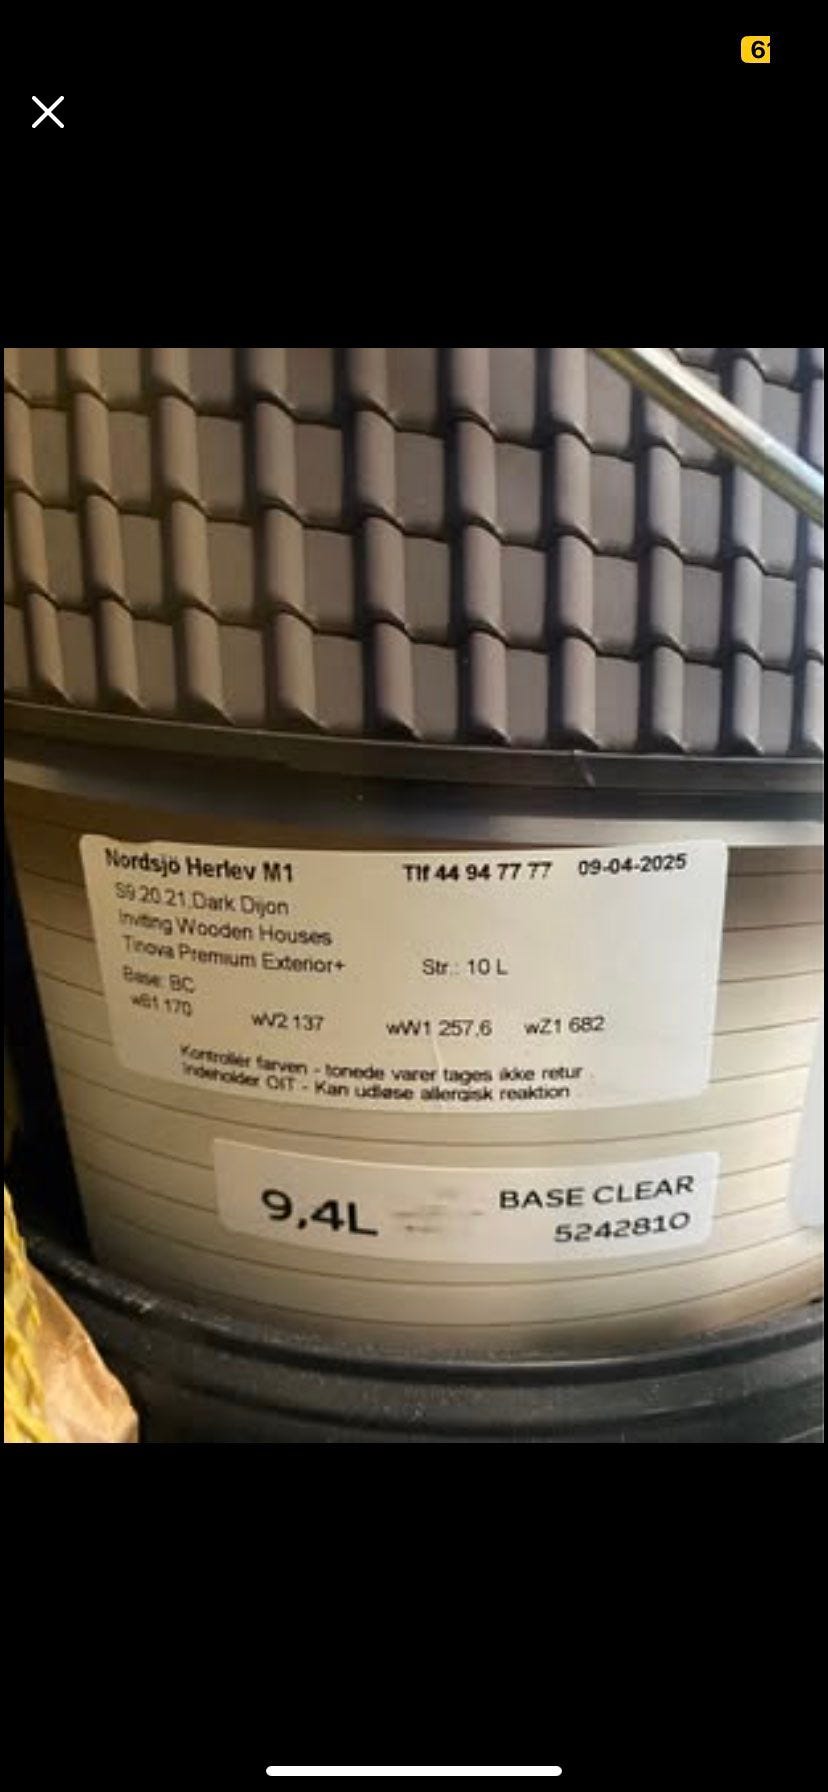 Nordsjö Herlev M1 Tlf 44 94 77 77 09-04-2025
S9.20.21.Dark Dijon
Inviting Wooden Houses
Tinova Premium Exterior+ Str.: 10 L
Base: BC
wB1 170 wV2 137 wW1 257,6 wZ1 682
Kontroller farven - tonede varer tages ikke retur
Indeholder OIT - Kan udløse allergisk reaktion
9,4L BASE CLEAR
5242810